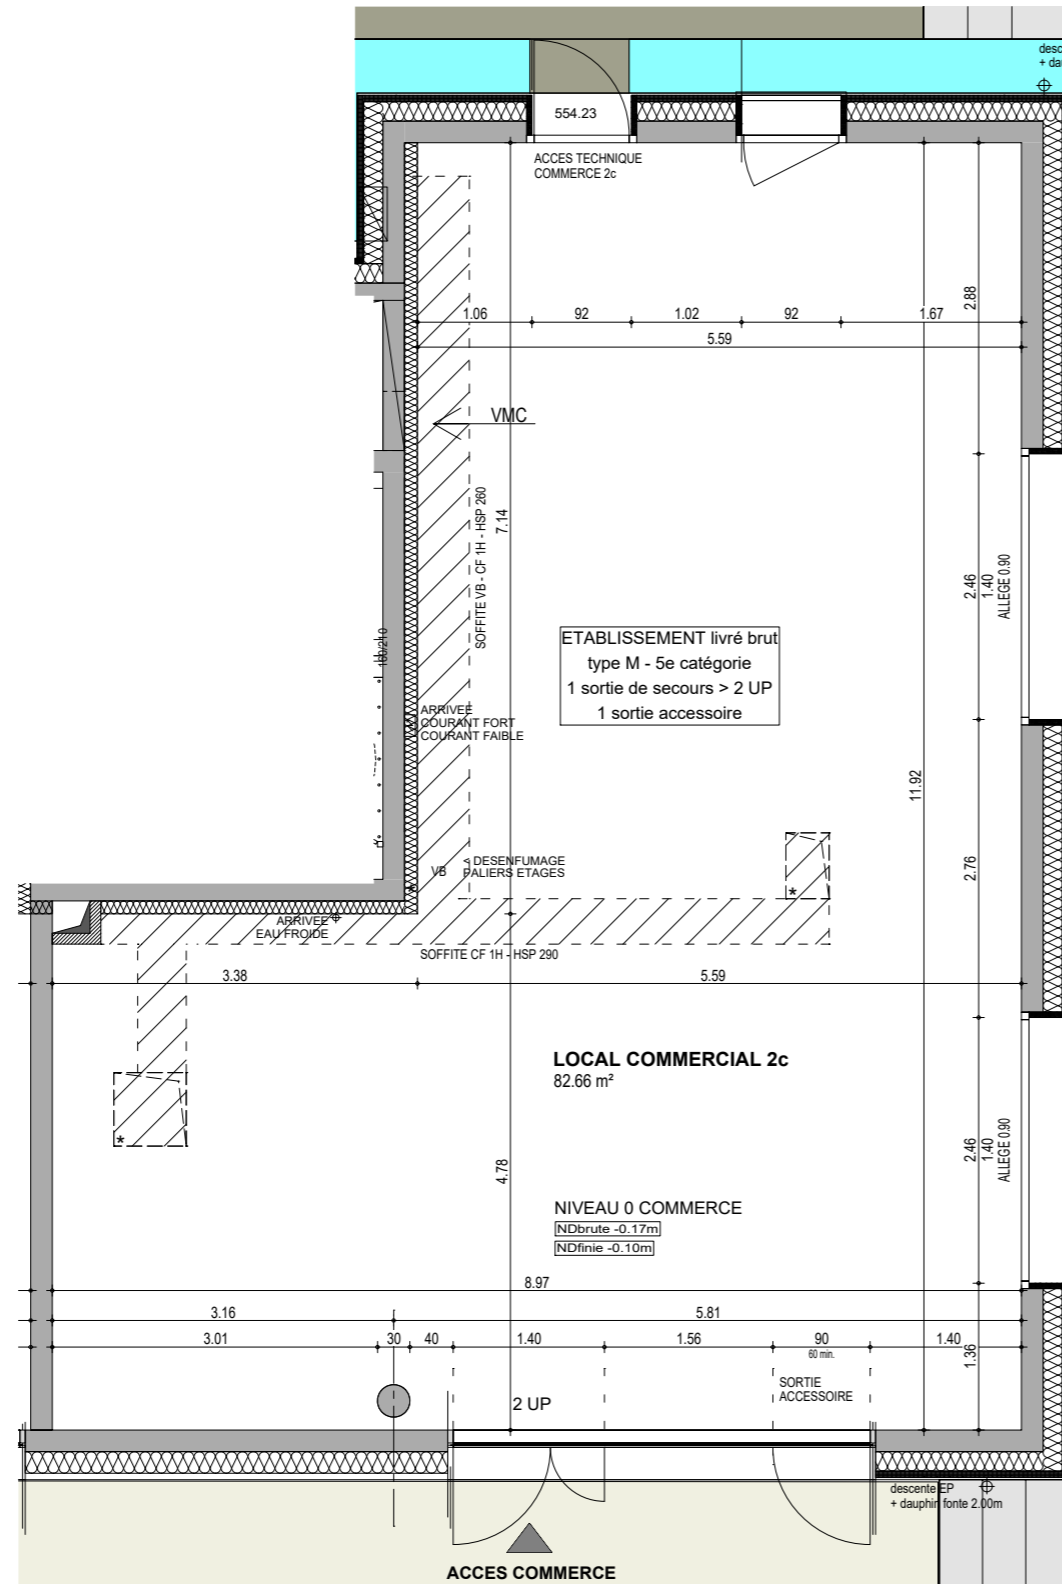 desc
+ da
554.23
ACCES TECHNIQUE
COMMERCE 2c
2.88
1.06 92 1.02 92 1.67
5.59
VMC
SOFFITE VB - CF 1H - HSP 260
7.14
2.46
1.40
ALLEGE 0.90
ETABLISSEMENT livré brut
type M - 5e catégorie
1 sortie de secours > 2 UP
1 sortie accessoire
ARRIVEE
COURANT FORT
COURANT FAIBLE
11.92
2.76
DESENFUMAGE
VB PALIERS ETAGES
*
ARRIVEE
EAU FROIDE
SOFFITE CF 1H - HSP 290
3.38 5.59
LOCAL COMMERCIAL 2c
82.66 m²
*
4.78
2.46
1.40
ALLEGE 0.90
NIVEAU 0 COMMERCE
NDbrute -0.17m
NDfinie -0.10m
8.97
3.16 5.81
3.01 30 40 1.40 1.56 90 1.40
60 min.
1.36
SORTIE
ACCESSOIRE
2 UP
descente EP
+ dauphin fonte 2.00m
ACCES COMMERCE